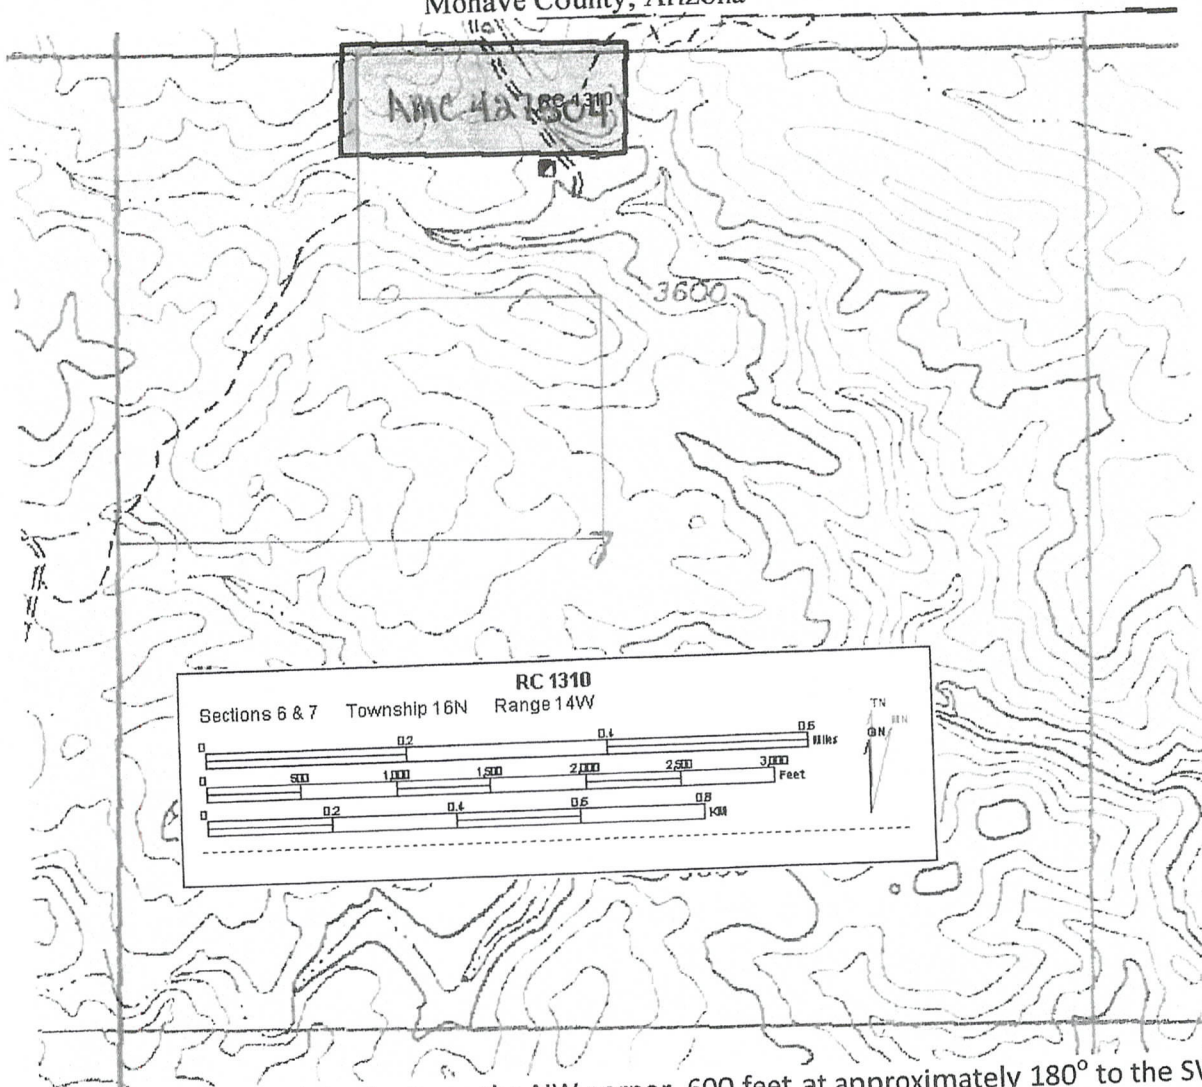 Mohave County, Arizona
RC 1310
3600
7
RC 1310
Sections 6 & 7 Township 16N Range 14W
0 0.2 0.4 0.6 Miles
0 500 1,000 1,500 2,000 2,500 3,000 Feet
0 0.2 0.4 0.6 0.8 KM
TN
MN
GN
NW corner, 600 feet at approximately 180° to the SW